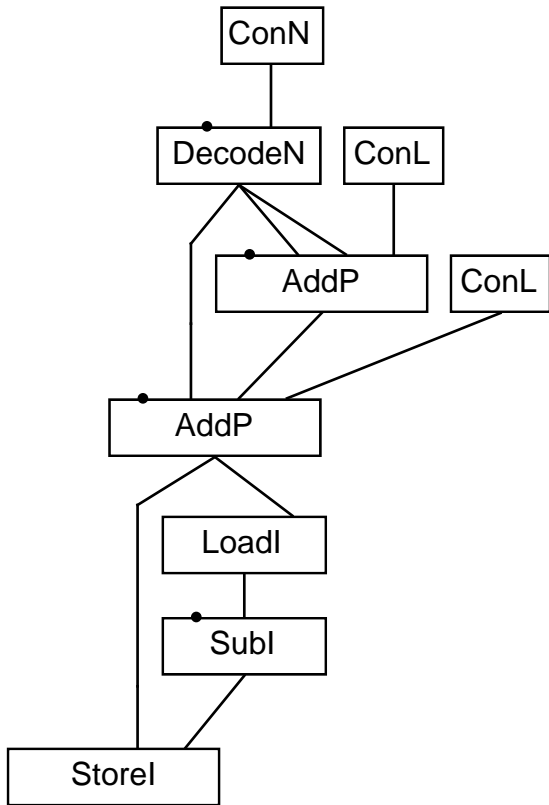 ConN
DecodeN
ConL
AddP
ConL
AddP
LoadI
SubI
StoreI